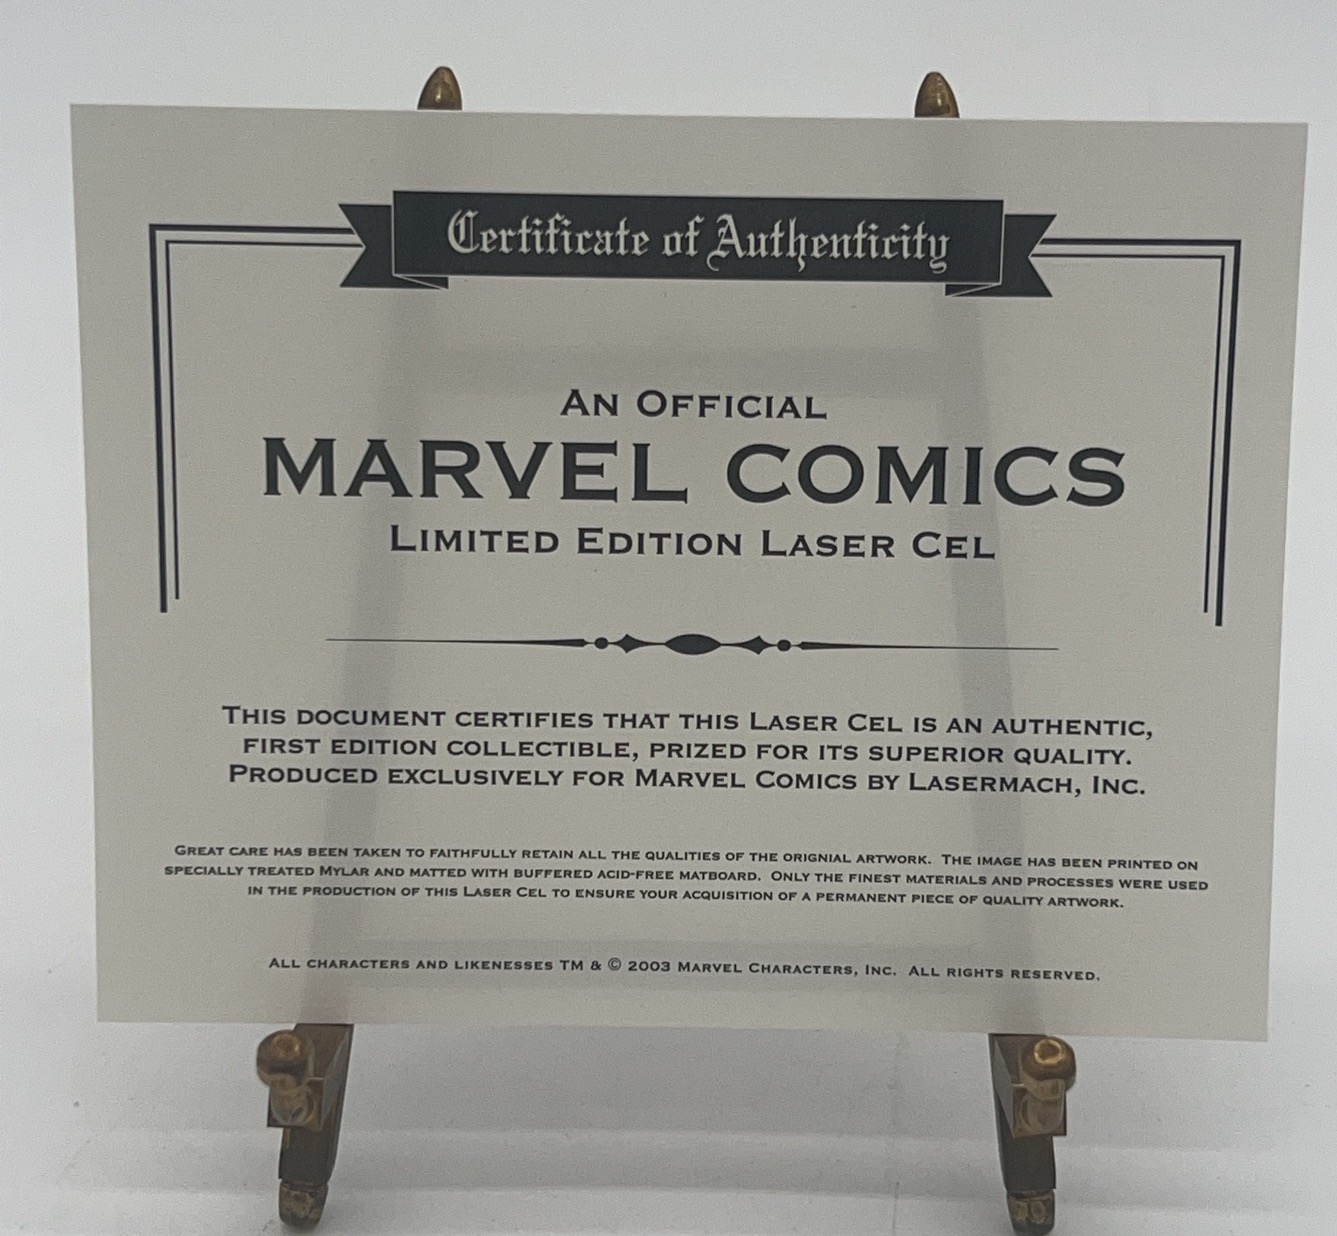 Certificate of Authenticity
AN OFFICIAL
MARVEL COMICS
LIMITED EDITION LASER CEL
THIS DOCUMENT CERTIFIES THAT THIS LASER CEL IS AN AUTHENTIC,
FIRST EDITION COLLECTIBLE, PRIZED FOR ITS SUPERIOR QUALITY.
PRODUCED EXCLUSIVELY FOR MARVEL COMICS BY LASERMACH, INC.
GREAT CARE HAS BEEN TAKEN TO FAITHFULLY RETAIN ALL THE QUALITIES OF THE ORIGNIAL ARTWORK. THE IMAGE HAS BEEN PRINTED ON
SPECIALLY TREATED MYLAR AND MATTED WITH BUFFERED ACID-FREE MATBOARD. ONLY THE FINEST MATERIALS AND PROCESSES WERE USED
IN THE PRODUCTION OF THIS LASER CEL TO ENSURE YOUR ACQUISITION OF A PERMANENT PIECE OF QUALITY ARTWORK.
ALL CHARACTERS AND LIKENESSES TM & © 2003 MARVEL CHARACTERS, INC. ALL RIGHTS RESERVED.